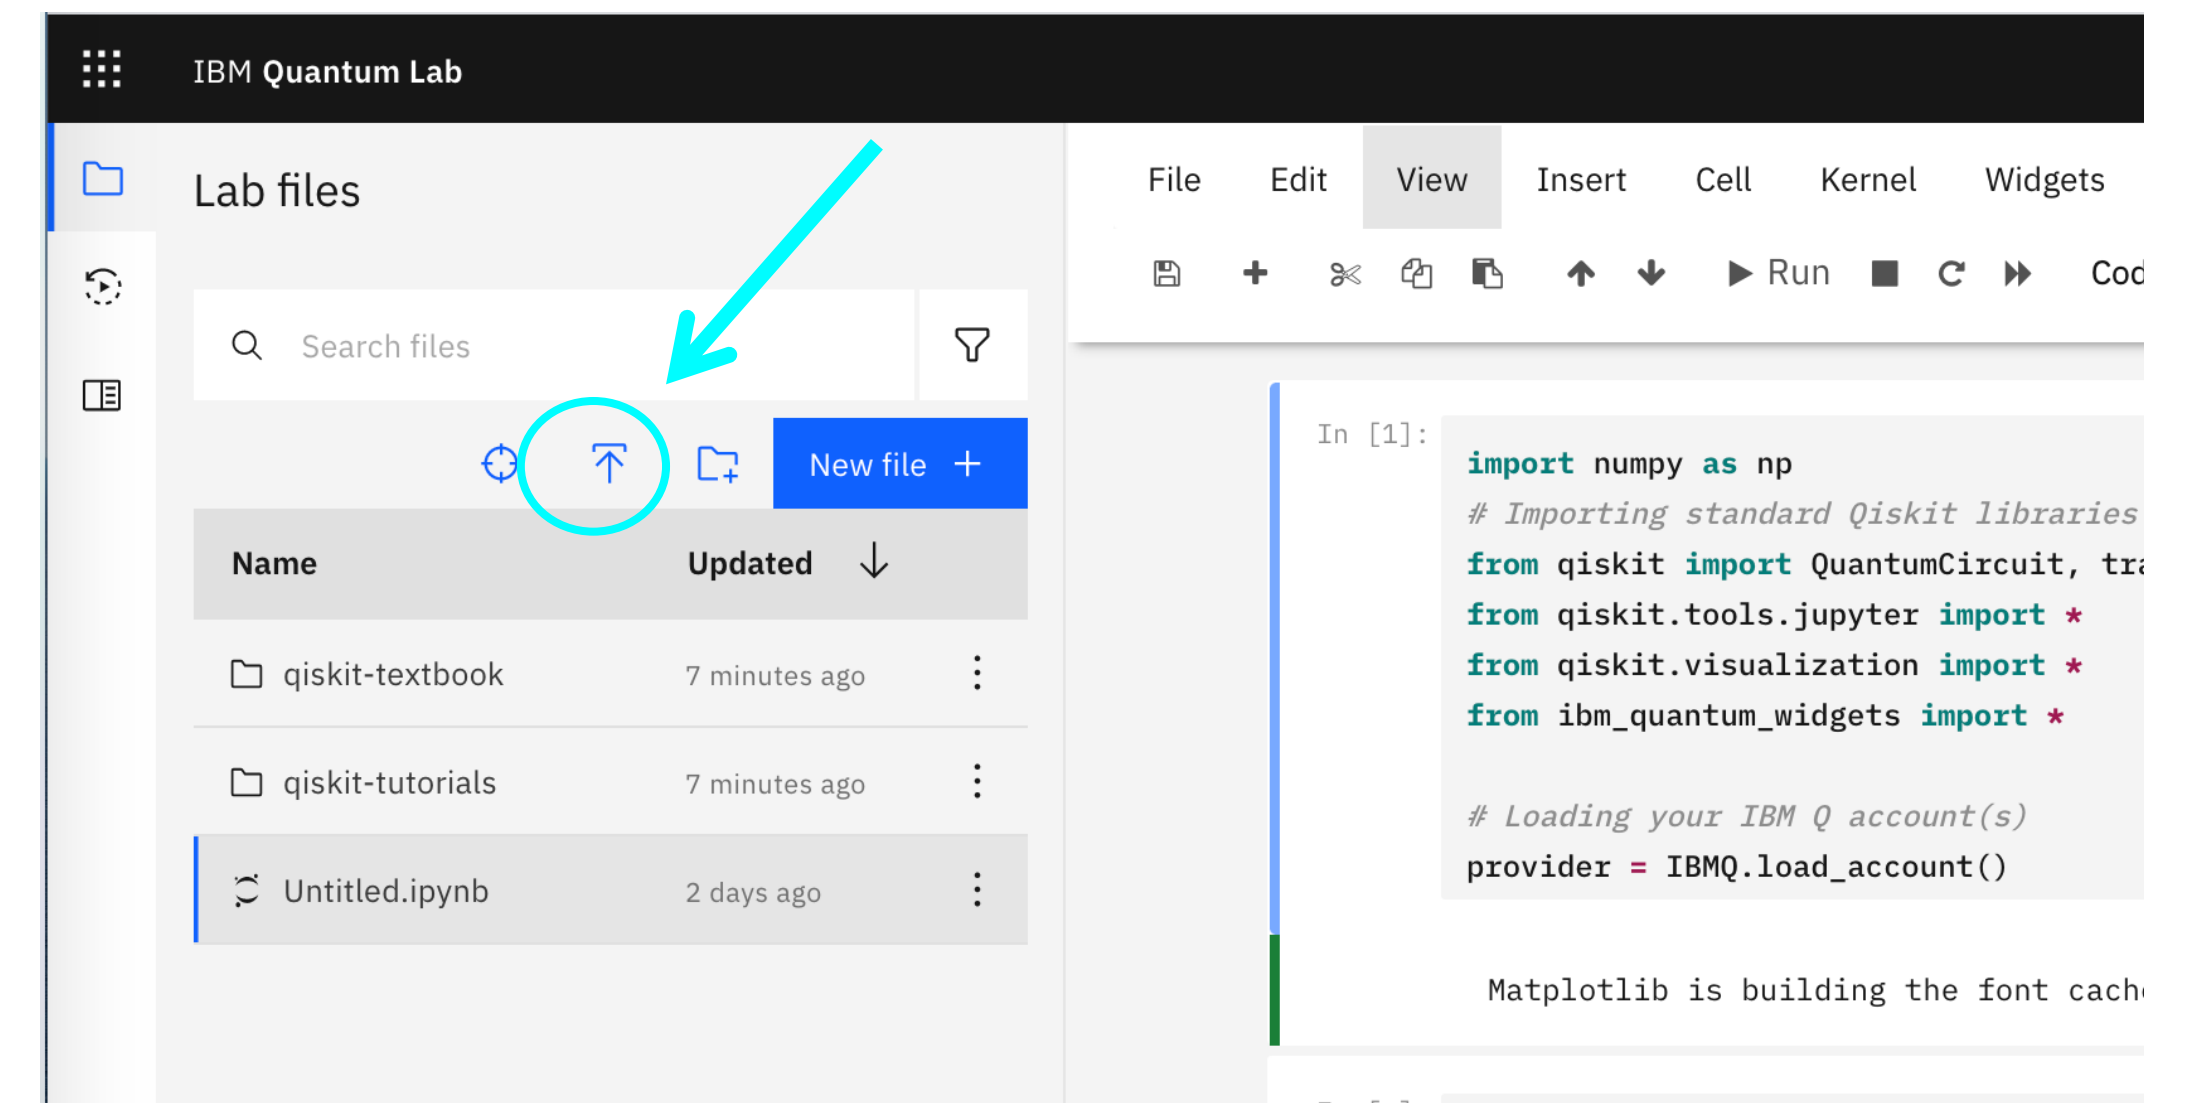 IBM Quantum Lab
Lab files
Search files
New file
Name Updated
qiskit-textbook 7 minutes ago
qiskit-tutorials 7 minutes ago
Untitled.ipynb 2 days ago
File Edit View Insert Cell Kernel Widgets
Run Cod
In [1]:
import numpy as np
# Importing standard Qiskit libraries
from qiskit import QuantumCircuit, tra
from qiskit.tools.jupyter import *
from qiskit.visualization import *
from ibm_quantum_widgets import *
# Loading your IBM Q account(s)
provider = IBMQ.load_account()
Matplotlib is building the font cach